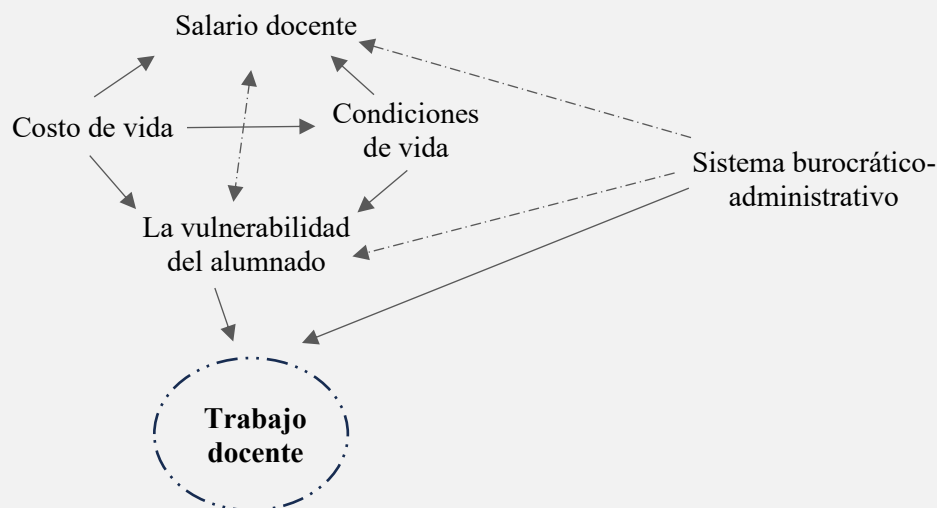 Salario docente
Costo de vida
Condiciones
de vida
Sistema burocrático-
administrativo
La vulnerabilidad
del alumnado
Trabajo
docente